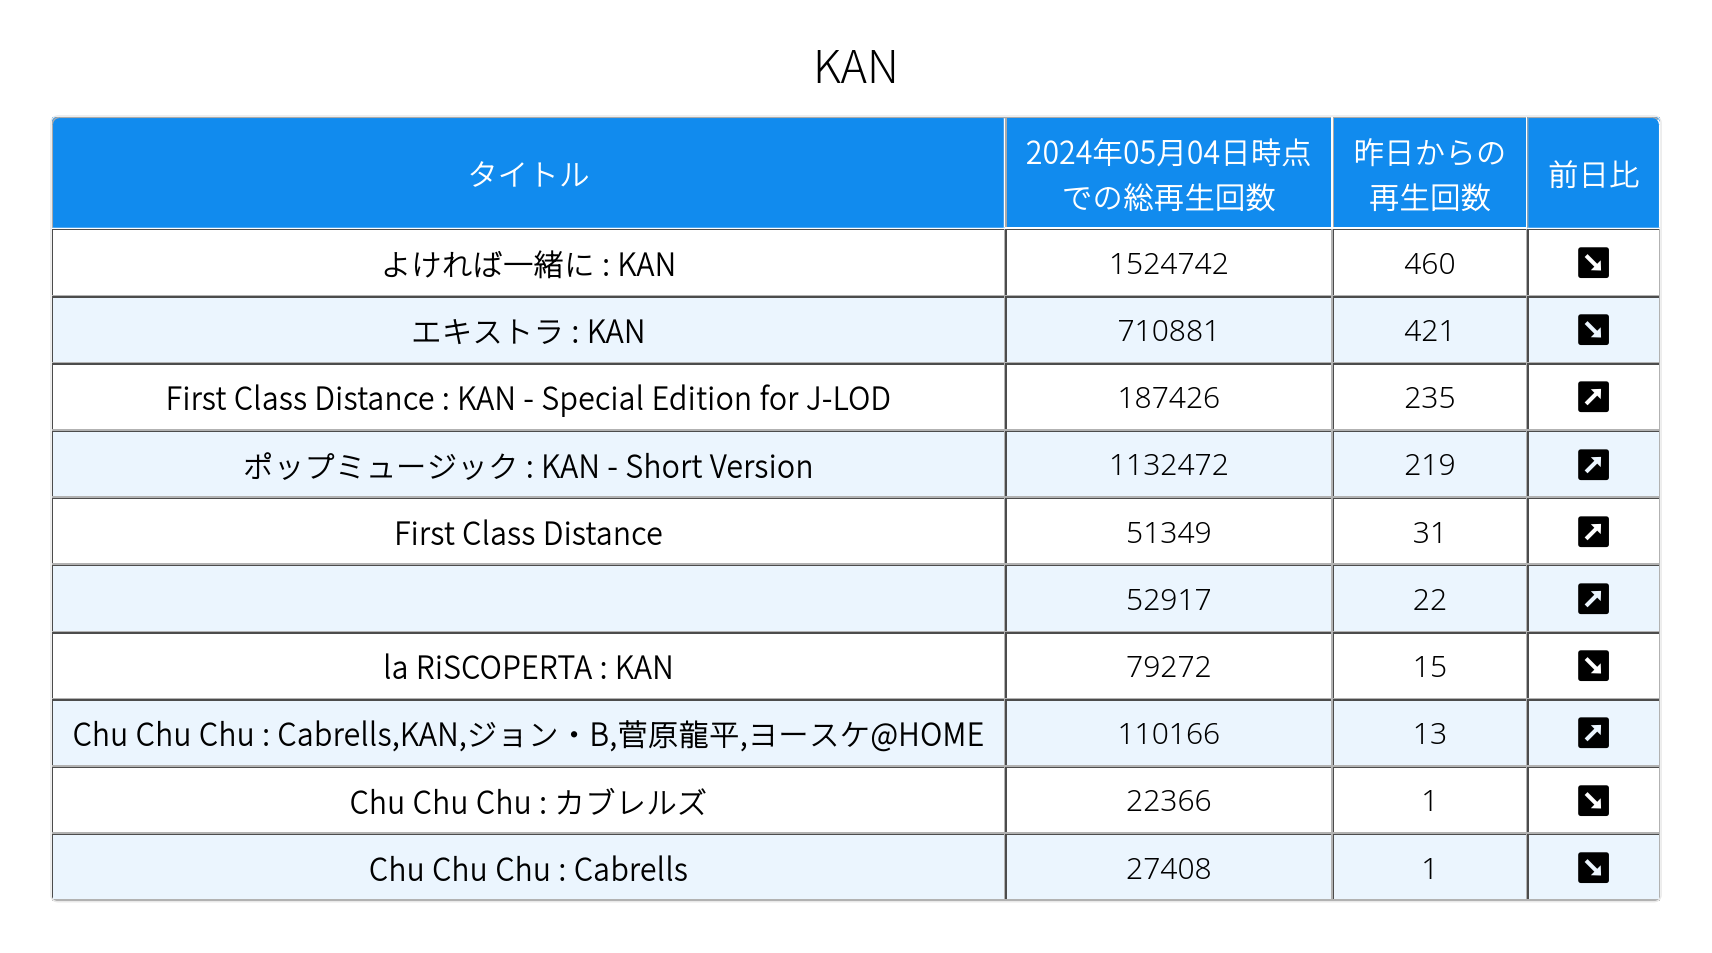 KAN
タイトル
2024年05月04日時点
での総再生回数
昨日からの
再生回数
前日比
よければ一緒に : KAN 1524742 460
エキストラ : KAN 710881 421
First Class Distance : KAN - Special Edition for J-LOD 187426 235
ポップミュージック : KAN - Short Version 1132472 219
First Class Distance 51349 31
52917 22
la RiSCOPERTA : KAN 79272 15
Chu Chu Chu : Cabrells,KAN,ジョン・B,菅原龍平,ヨースケ@HOME 110166 13
Chu Chu Chu : カブレルズ 22366 1
Chu Chu Chu : Cabrells 27408 1